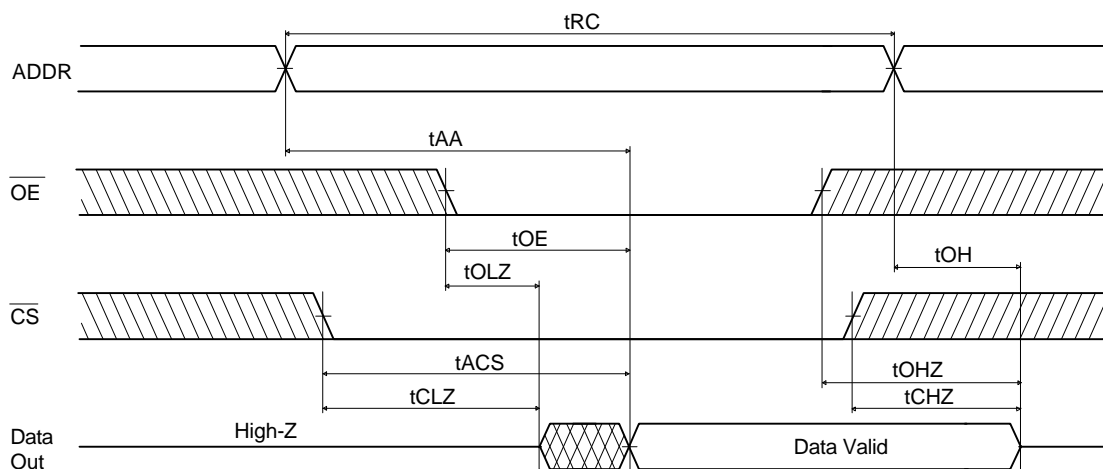 tRC
ADDR
tAA
OE
tOE
tOH
tOLZ
CS
tACS
tOHZ
tCLZ
tCHZ
High-Z
Data
Out
Data Valid